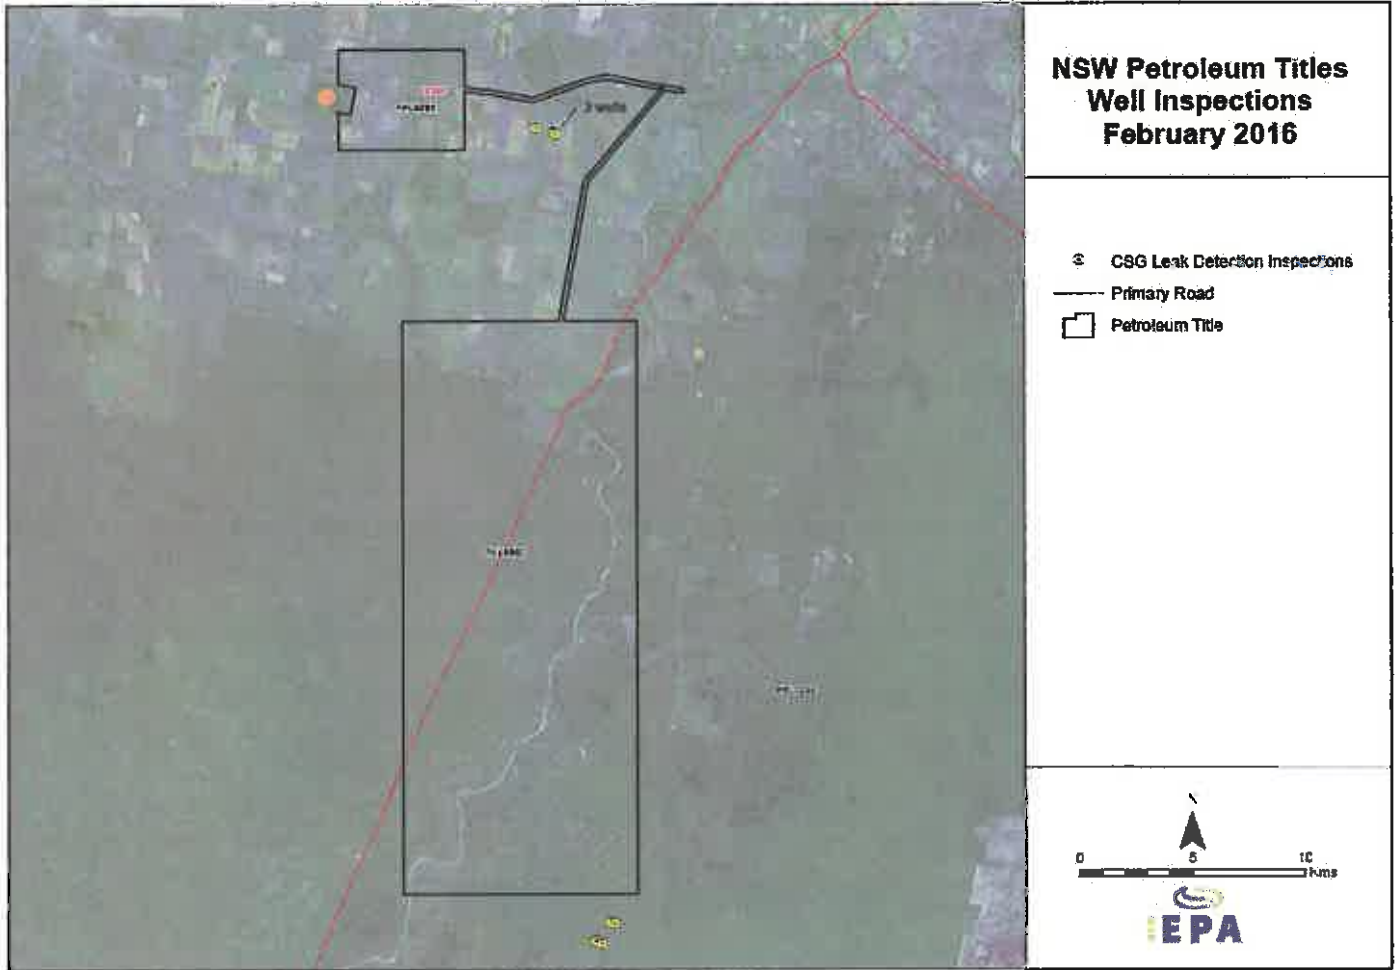 NSW Petroleum Titles
Well Inspections
February 2016
CSG Leak Detection Inspections
Primary Road
Petroleum Title
3 wells
N
0 5 10
Kms
EPA